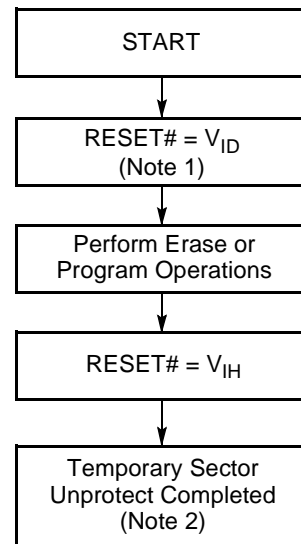 START
RESET# = VID
(Note 1)
Perform Erase or
Program Operations
RESET# = VIH
Temporary Sector
Unprotect Completed
(Note 2)